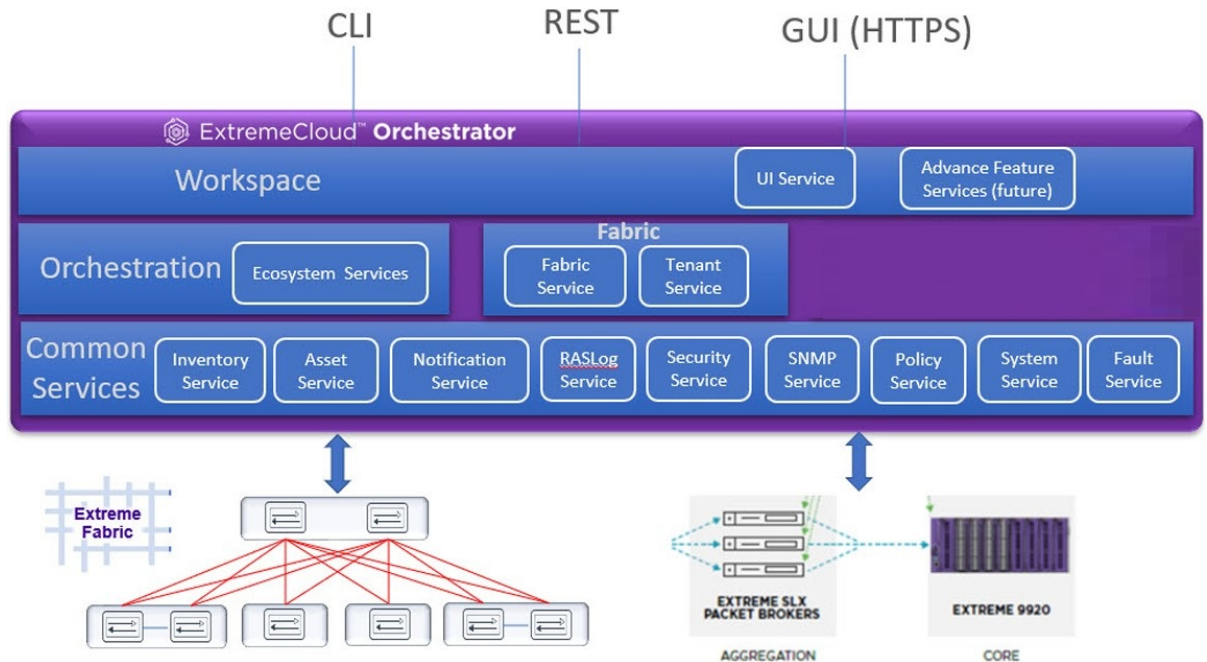 CLI
REST
GUI (HTTPS)
ExtremeCloud™ Orchestrator
Workspace
UI Service
Advance Feature
Services (future)
Orchestration
Ecosystem Services
Fabric
Fabric
Service
Tenant
Service
Common
Services
Inventory
Service
Asset
Service
Notification
Service
RASLog
Service
Security
Service
SNMP
Service
Policy
Service
System
Service
Fault
Service
Extreme
Fabric
EXTREME SLX
PACKET BROKERS
EXTREME 9920
AGGREGATION
CORE